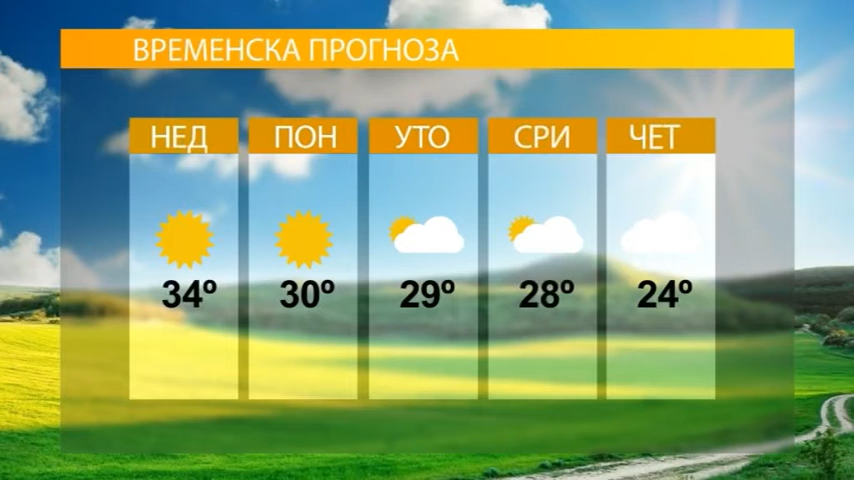 ВРЕМЕНСКА ПРОГНОЗА
НЕД ПОН УТО СРИ ЧЕТ
34º 30º 29º 28º 24º